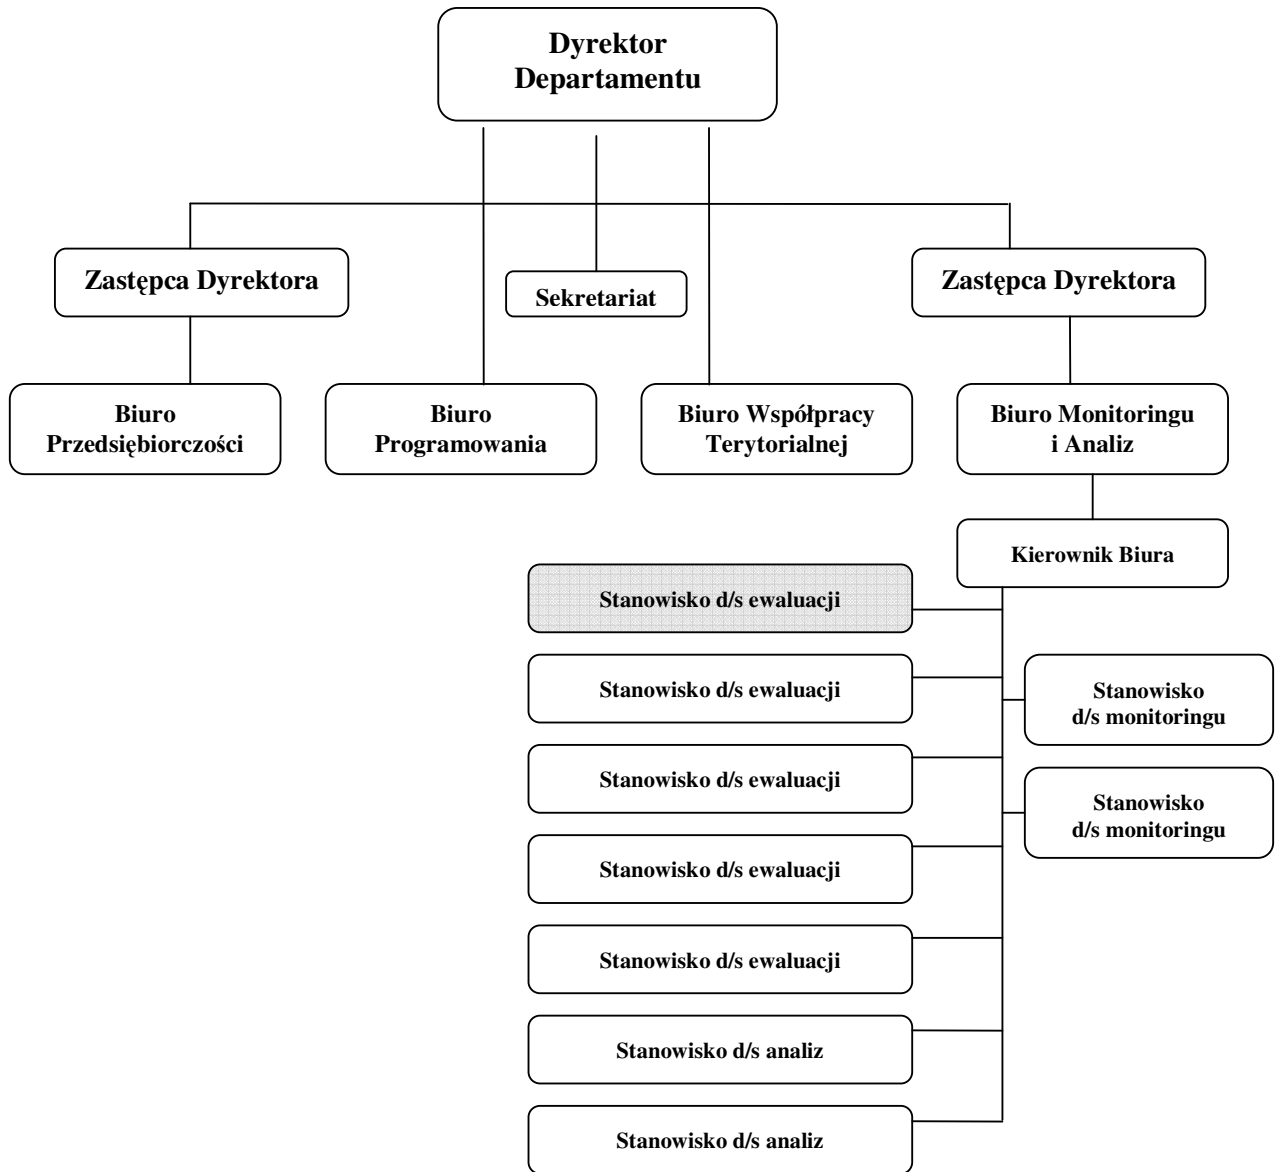 Dyrektor
Departamentu
Zastępca Dyrektora
Sekretariat
Zastępca Dyrektora
Biuro
Przedsiębiorczości
Biuro
Programowania
Biuro Współpracy
Terytorialnej
Biuro Monitoringu
i Analiz
Kierownik Biura
Stanowisko d/s ewaluacji
Stanowisko d/s ewaluacji
Stanowisko
d/s monitoringu
Stanowisko d/s ewaluacji
Stanowisko
d/s monitoringu
Stanowisko d/s ewaluacji
Stanowisko d/s ewaluacji
Stanowisko d/s analiz
Stanowisko d/s analiz